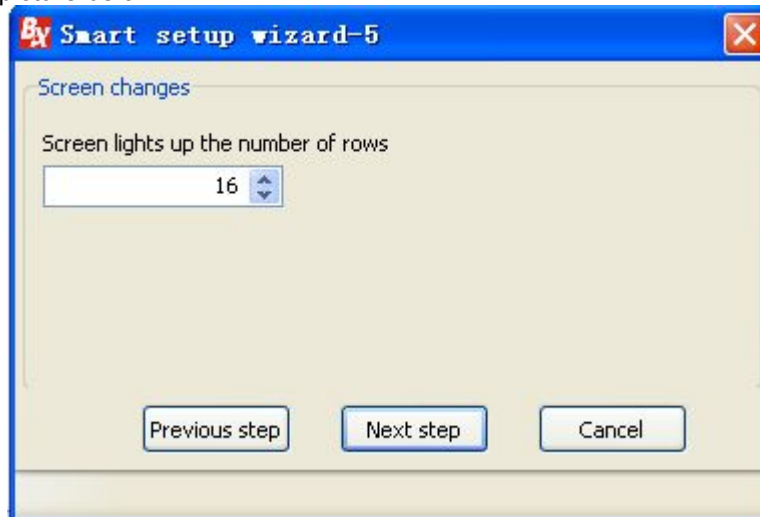 BX Smart setup wizard-5
Screen changes
Screen lights up the number of rows
16
Previous step Next step Cancel